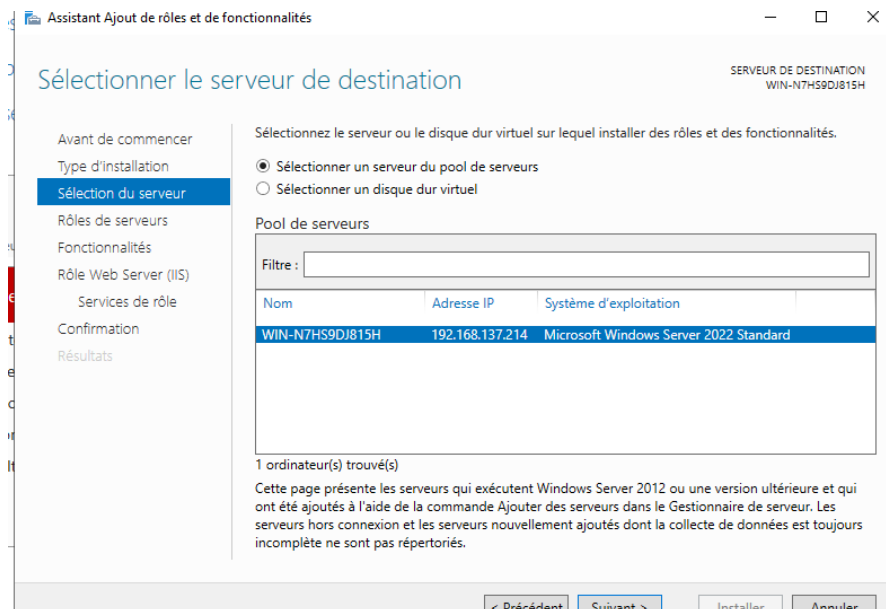 Assistant Ajout de rôles et de fonctionnalités
Sélectionner le serveur de destination
SERVEUR DE DESTINATION
WIN-N7HS9DJ815H
Avant de commencer
Type d'installation
Sélection du serveur
Rôles de serveurs
Fonctionnalités
Rôle Web Server (IIS)
Services de rôle
Confirmation
Résultats
Sélectionnez le serveur ou le disque dur virtuel sur lequel installer des rôles et des fonctionnalités.
Sélectionner un serveur du pool de serveurs
Sélectionner un disque dur virtuel
Pool de serveurs
Filtre :
Nom Adresse IP Système d'exploitation
WIN-N7HS9DJ815H 192.168.137.214 Microsoft Windows Server 2022 Standard
1 ordinateur(s) trouvé(s)
Cette page présente les serveurs qui exécutent Windows Server 2012 ou une version ultérieure et qui
ont été ajoutés à l'aide de la commande Ajouter des serveurs dans le Gestionnaire de serveur. Les
serveurs hors connexion et les serveurs nouvellement ajoutés dont la collecte de données est toujours
incomplète ne sont pas répertoriés.
< Précédent Suivant > Installer Annuler